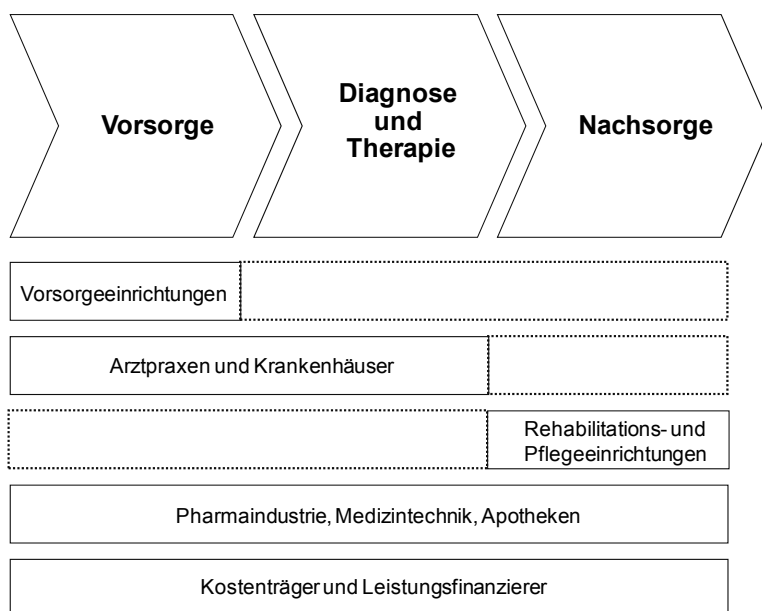 Vorsorge
Diagnose
und
Therapie
Nachsorge
Vorsorgeeinrichtungen
Arztpraxen und Krankenhäuser
Rehabilitations- und
Pflegeeinrichtungen
Pharmaindustrie, Medizintechnik, Apotheken
Kostenträger und Leistungsfinanzierer